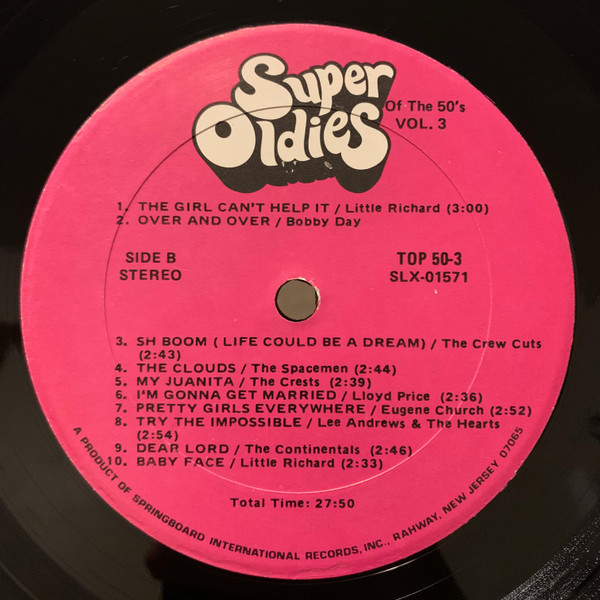 Super
Oldies
Of The 50's
VOL. 3
1. THE GIRL CAN'T HELP IT / Little Richard (3:00)
2. OVER AND OVER / Bobby Day
SIDE B
STEREO
TOP 50-3
SLX-01571
3. SH BOOM ( LIFE COULD BE A DREAM) / The Crew Cuts
(2:43)
4. THE CLOUDS / The Spacemen (2:44)
5. MY JUANITA / The Crests (2:39)
6. I'M GONNA GET MARRIED / Lloyd Price (2:36)
7. PRETTY GIRLS EVERYWHERE / Eugene Church (2:52)
8. TRY THE IMPOSSIBLE / Lee Andrews & The Hearts
(2:54)
9. DEAR LORD / The Continentals (2:46)
10. BABY FACE / Little Richard (2:33)
Total Time: 27:50
A PRODUCT OF SPRINGBOARD INTERNATIONAL RECORDS, INC., RAHWAY, NEW JERSEY 07065